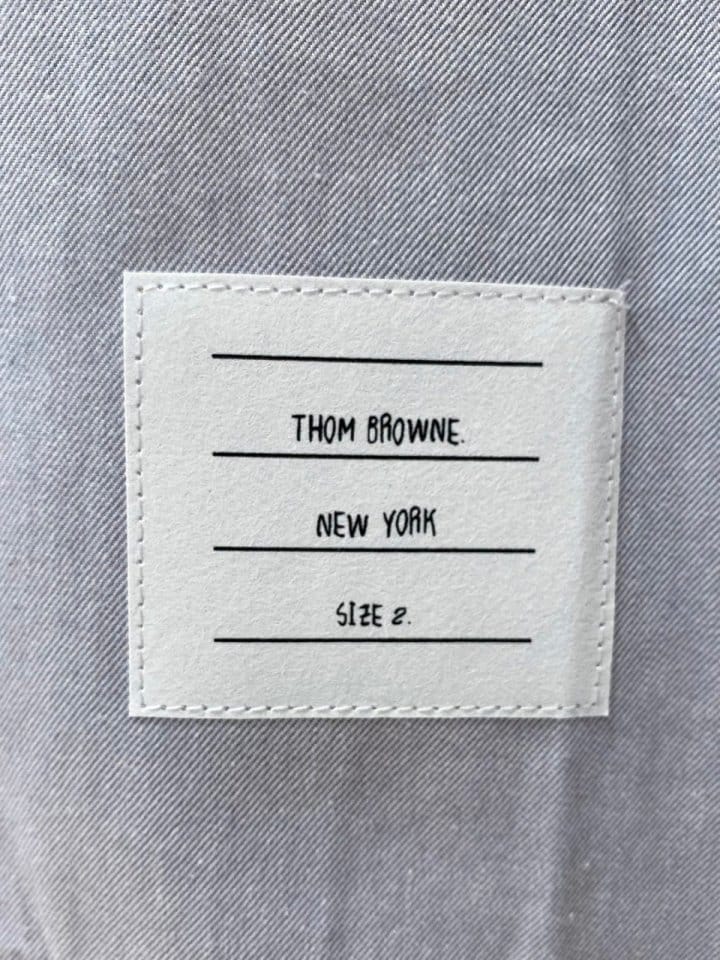 THOM BROWNE.
NEW YORK
SIZE 2.